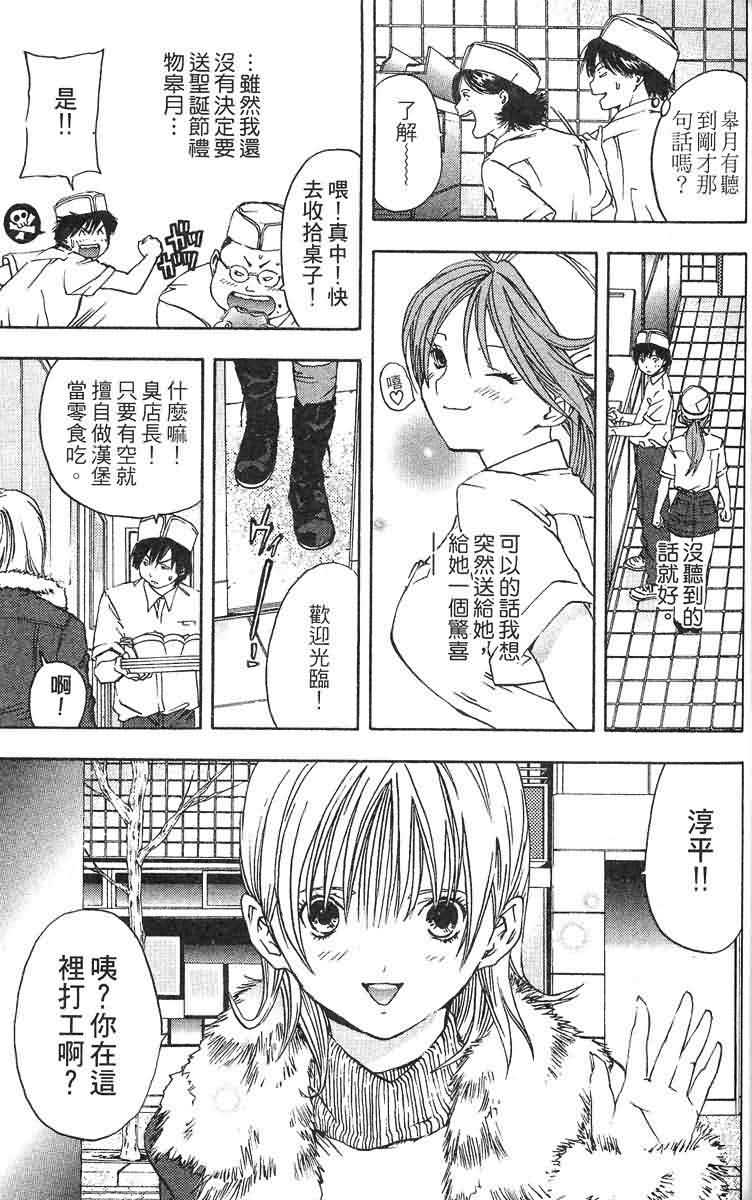 皋月有聽
到剛才那
句話嗎？
了解～～～
…雖然我還
沒有決定要
送聖誕節禮
物皋月…
喂！真中！快
去收拾桌子！
是!!
沒聽到的
話就好。
嘻♡
可以的話我想
突然送給她，
給她一個驚喜
——
歡迎光臨！
ウィ
什麼嘛！
臭店長！
只要有空就
擅自做漢堡
當零食吃。
啊！
淳平!!
咦？你在這
裡打工啊？